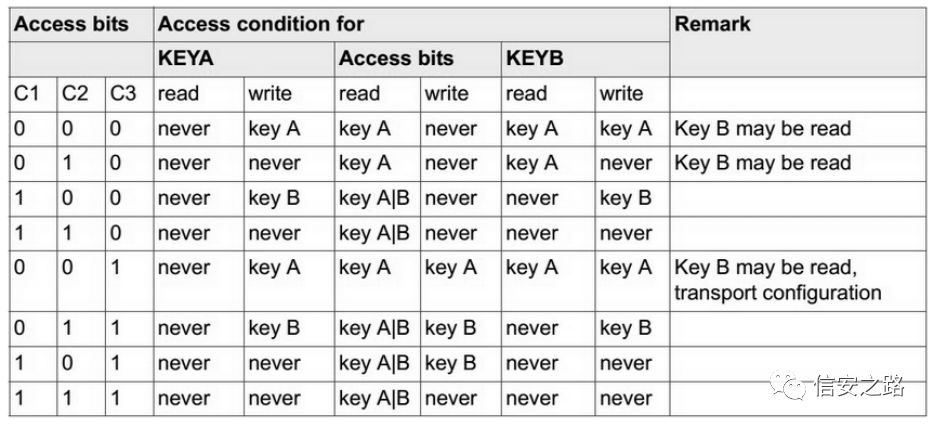 Access bits Access condition for Remark
KEYA Access bits KEYB
C1 C2 C3 read write read write read write
0 0 0 never key A key A never key A key A Key B may be read
0 1 0 never never key A never key A never Key B may be read
1 0 0 never key B key A|B never never key B
1 1 0 never never key A|B never never never
0 0 1 never key A key A key A key A key A Key B may be read,
transport configuration
0 1 1 never key B key A|B key B never key B
1 0 1 never never key A|B key B never never
1 1 1 never never key A|B never never never
信安之路